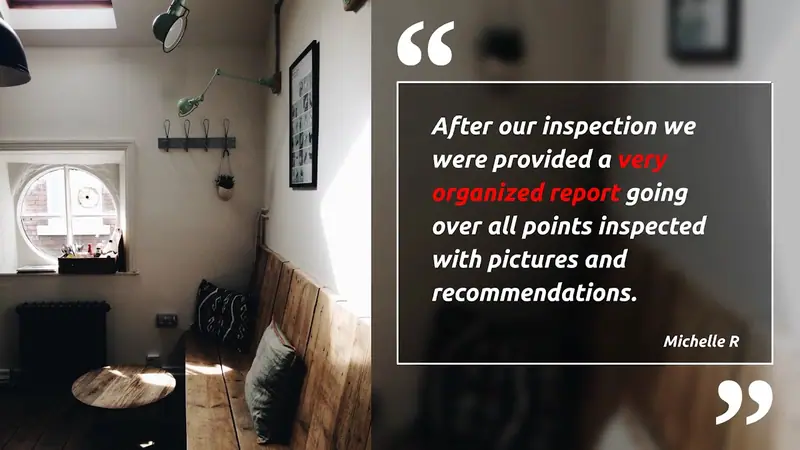 “
After our inspection we
were provided a very
organized report going
over all points inspected
with pictures and
recommendations.
Michelle R
”